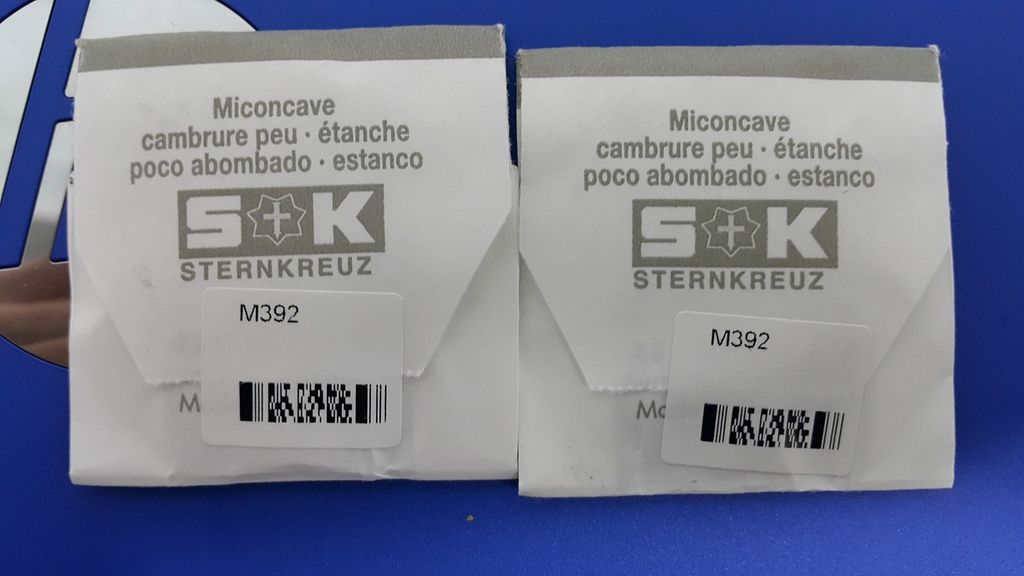 Miconcave
cambrure peu · étanche
poco abombado · estanco
S K
STERNKREUZ
M392
Miconcave
cambrure peu · étanche
poco abombado · estanco
S K
STERNKREUZ
M392